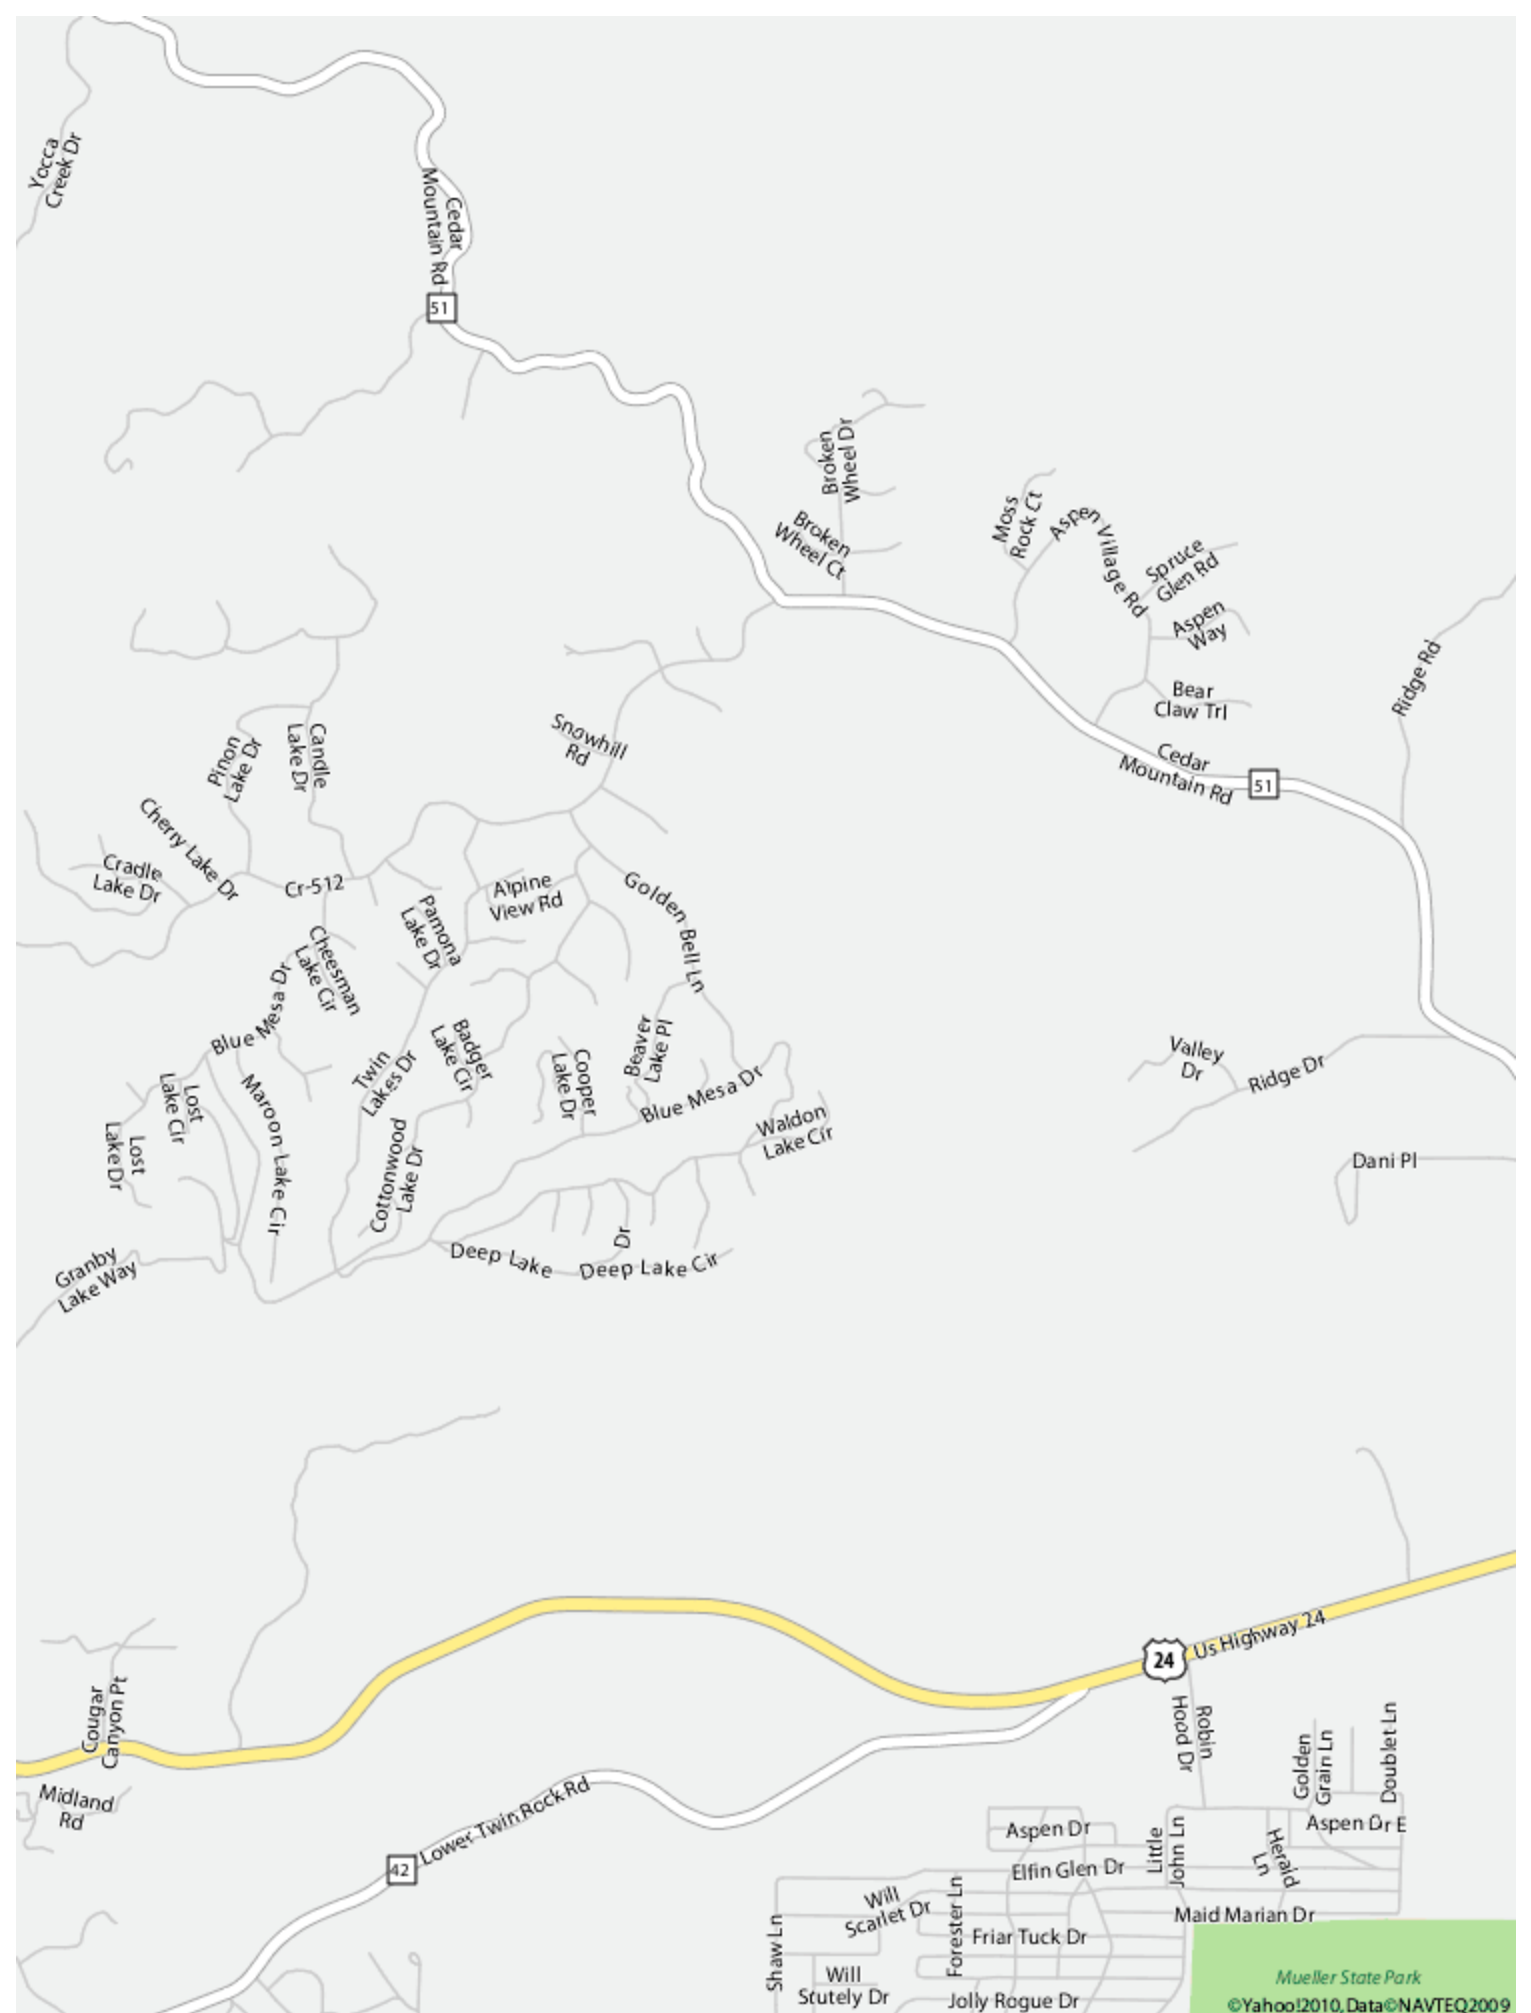 Yocca
Creek Dr
Cedar
Mountain Rd
51
Broken
Wheel Dr
Broken
Wheel Ct
Moss
Rock Ct
Aspen Village Rd
Spruce
Glen Rd
Aspen
Way
Bear
Claw Trl
Ridge Rd
Cedar
Mountain Rd
51
Snowhill
Rd
Pinon
Lake Dr
Candle
Lake Dr
Cherry Lake Dr
Cradle
Lake Dr
Cr-512
Alpine
View Rd
Golden Bell Ln
Pamona
Lake Dr
Cheesman
Lake Cir
Blue Mesa Dr
Badger
Lake Cir
Twin
Lakes Dr
Cooper
Lake Dr
Beaver
Lake Pl
Blue Mesa Dr
Waldon
Lake Cir
Valley
Dr
Ridge Dr
Dani Pl
Lost
Lake Cir
Lost
Lake Dr
Maroon Lake Cir
Cottonwood
Lake Dr
Granby
Lake Way
Deep Lake Dr
Deep Lake Cir
Us Highway 24
24
Cougar
Canyon Pt
Midland
Rd
Lower Twin Rock Rd
42
Robin
Hood Dr
Golden
Grain Ln
Doublet Ln
Aspen Dr
Little
John Ln
Herald
Ln
Aspen Dr E
Elfin Glen Dr
Will
Scarlet Dr
Forester Ln
Maid Marian Dr
Friar Tuck Dr
Shaw Ln
Will
Stutely Dr
Jolly Rogue Dr
Mueller State Park
©Yahoo!2010, Data©NAVTEQ2009